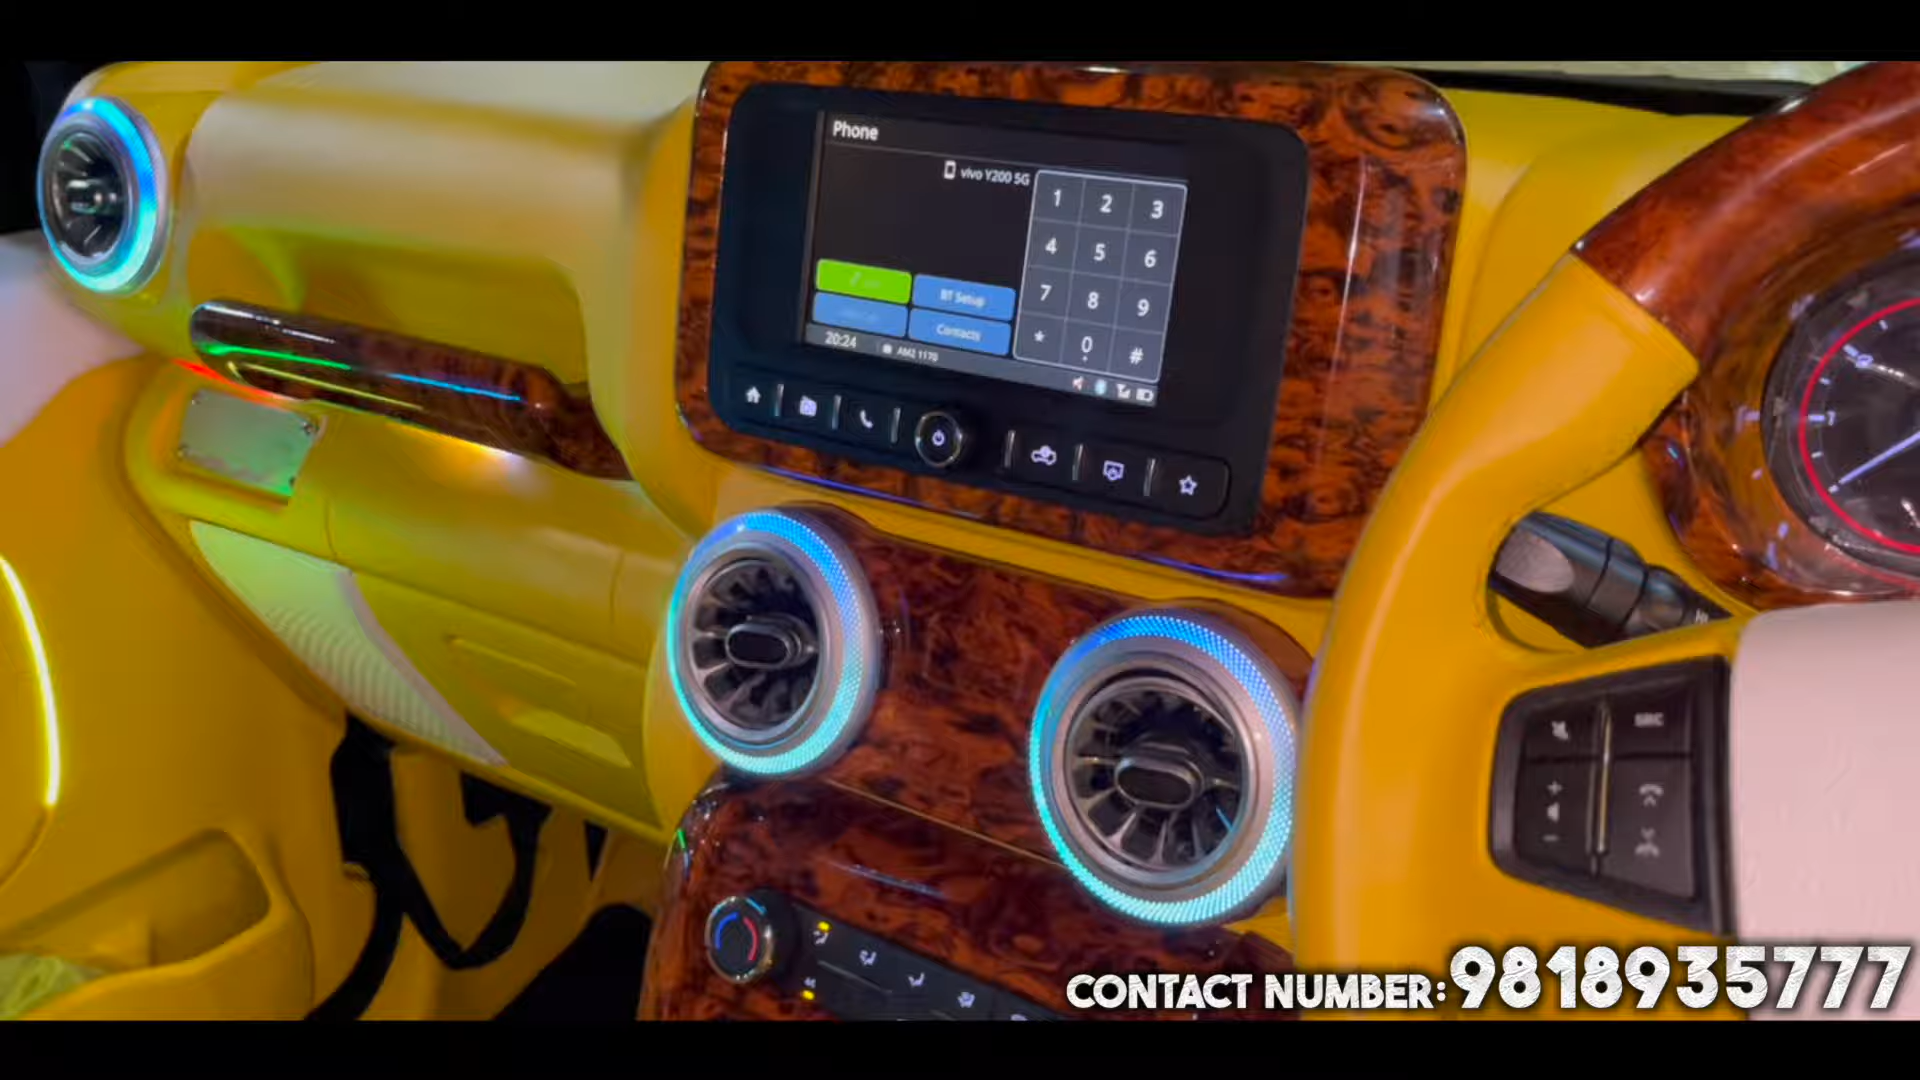 Phone
vivo Y200 5G
1 2 3
4 5 6
7 8 9
* 0 #
BT Setup
Contacts
20:24
AM2 1170
SRC
+
-
CONTACT NUMBER: 9818935777